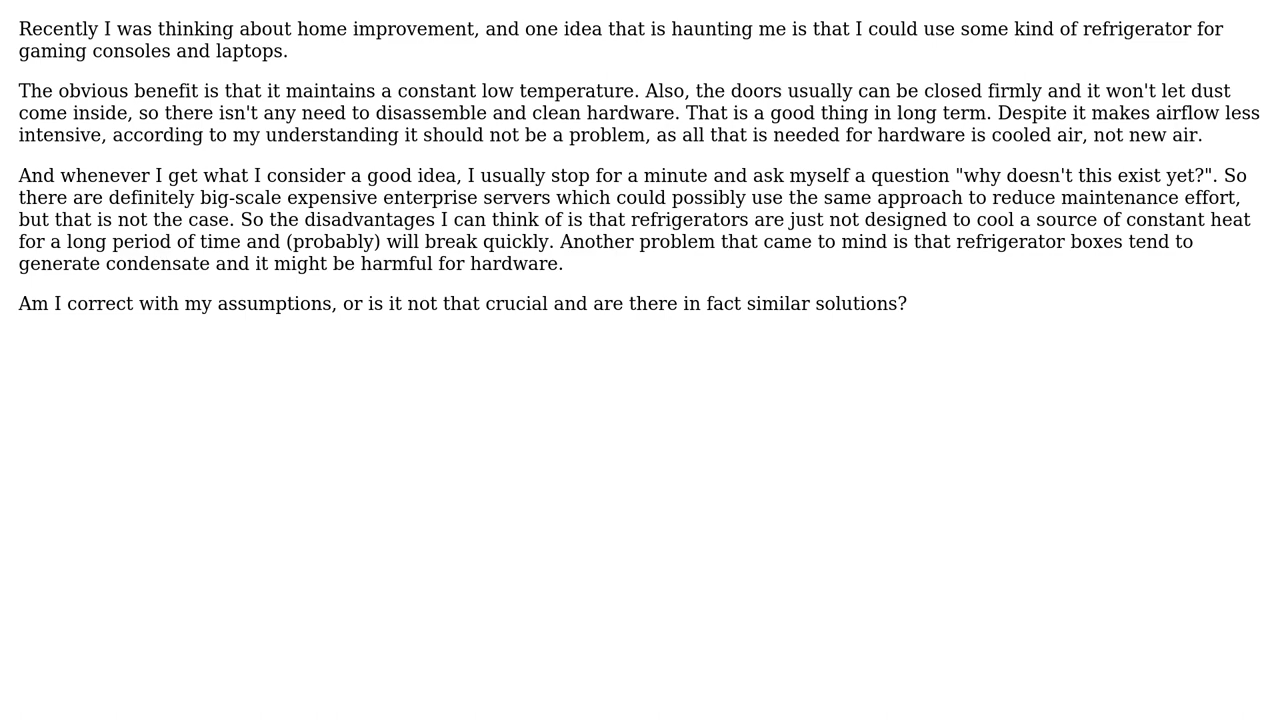 Recently I was thinking about home improvement, and one idea that is haunting me is that I could use some kind of refrigerator for
gaming consoles and laptops.
The obvious benefit is that it maintains a constant low temperature. Also, the doors usually can be closed firmly and it won't let dust
come inside, so there isn't any need to disassemble and clean hardware. That is a good thing in long term. Despite it makes airflow less
intensive, according to my understanding it should not be a problem, as all that is needed for hardware is cooled air, not new air.
And whenever I get what I consider a good idea, I usually stop for a minute and ask myself a question "why doesn't this exist yet?". So
there are definitely big-scale expensive enterprise servers which could possibly use the same approach to reduce maintenance effort,
but that is not the case. So the disadvantages I can think of is that refrigerators are just not designed to cool a source of constant heat
for a long period of time and (probably) will break quickly. Another problem that came to mind is that refrigerator boxes tend to
generate condensate and it might be harmful for hardware.
Am I correct with my assumptions, or is it not that crucial and are there in fact similar solutions?